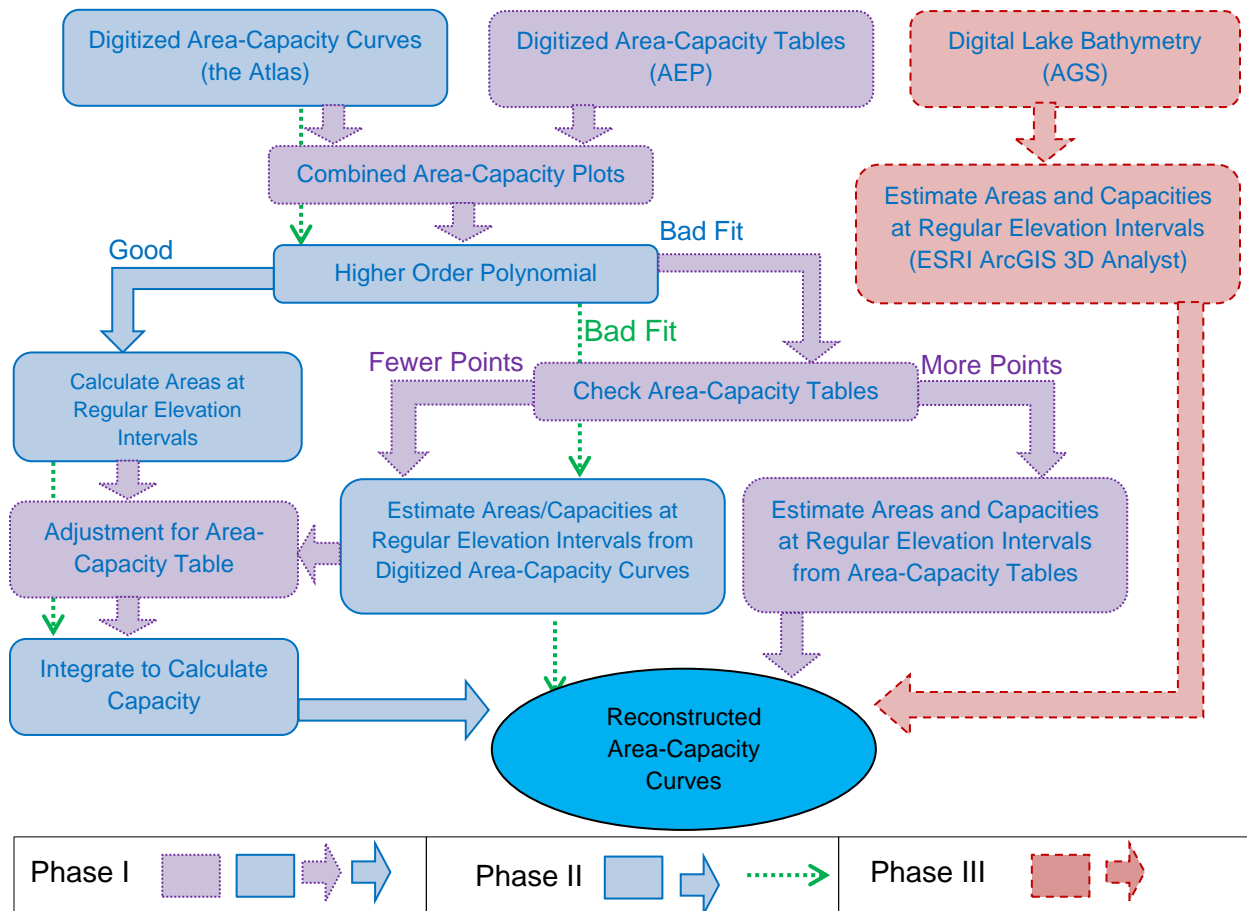 Digitized Area-Capacity Curves
(the Atlas)
Digitized Area-Capacity Tables
(AEP)
Digital Lake Bathymetry
(AGS)
Combined Area-Capacity Plots
Estimate Areas and Capacities
at Regular Elevation Intervals
(ESRI ArcGIS 3D Analyst)
Good
Higher Order Polynomial
Bad Fit
Bad Fit
Fewer Points
More Points
Calculate Areas at
Regular Elevation
Intervals
Check Area-Capacity Tables
Adjustment for Area-
Capacity Table
Estimate Areas/Capacities at
Regular Elevation Intervals from
Digitized Area-Capacity Curves
Estimate Areas and Capacities
at Regular Elevation Intervals
from Area-Capacity Tables
Integrate to Calculate
Capacity
Reconstructed
Area-Capacity
Curves
Phase I
Phase II
Phase III